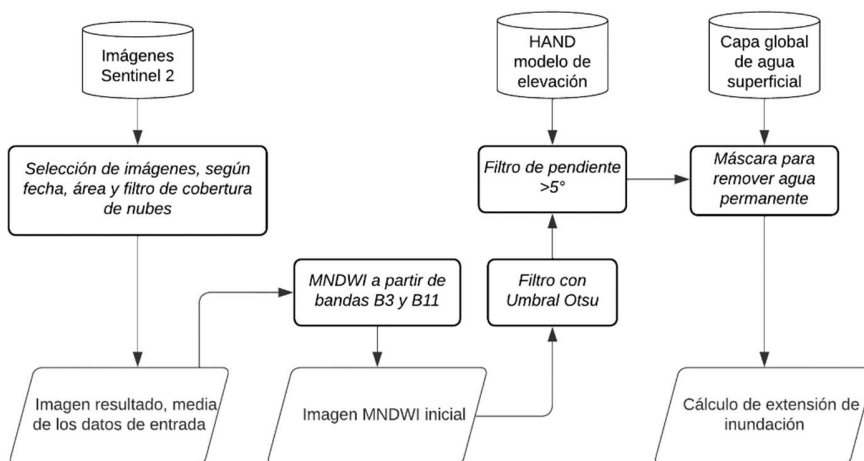 Imágenes
Sentinel 2
HAND
modelo de
elevación
Capa global
de agua
superficial
Selección de imágenes, según
fecha, área y filtro de cobertura
de nubes
Filtro de pendiente
>5°
Máscara para
remover agua
permanente
MNDWI a partir de
bandas B3 y B11
Filtro con
Umbral Otsu
Imagen resultado, media
de los datos de entrada
Imagen MNDWI inicial
Cálculo de extensión de
inundación